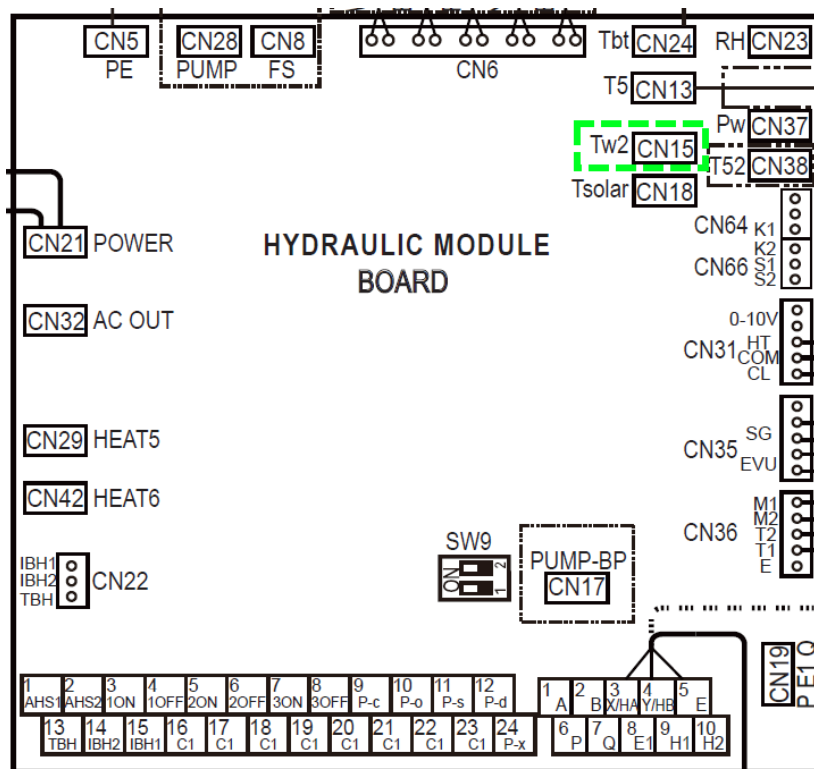 CN5 CN28 CN8 Tbt CN24 RH CN23
PE PUMP FS CN6
T5 CN13
Pw CN37
Tw2 CN15
T52 CN38
Tsolar CN18
CN64 K1
CN21 POWER
HYDRAULIC MODULE
BOARD
CN66 K2
S1
S2
CN32 AC OUT
0-10V
CN31 HT
COM
CL
CN29 HEAT5
CN35 SG
EVU
CN42 HEAT6
CN36 M1
M2
T2
T1
E
SW9
ON
2
1
PUMP-BP
CN17
IBH1
IBH2
TBH
CN22
CN19
P E1 Q
1 2 3 4 5 6 7 8 9 10 11 12
AHS1 AHS2 1ON 1OFF 2ON 2OFF 3ON 3OFF P-c P-o P-s P-d
13 14 15 16 17 18 19 20 21 22 23 24
TBH IBH2 IBH1 C1 C1 C1 C1 C1 C1 C1 C1 P-x
1 2 3 4 5
A B X/HA Y/HB E
6 7 8 9 10
P Q E1 H1 H2